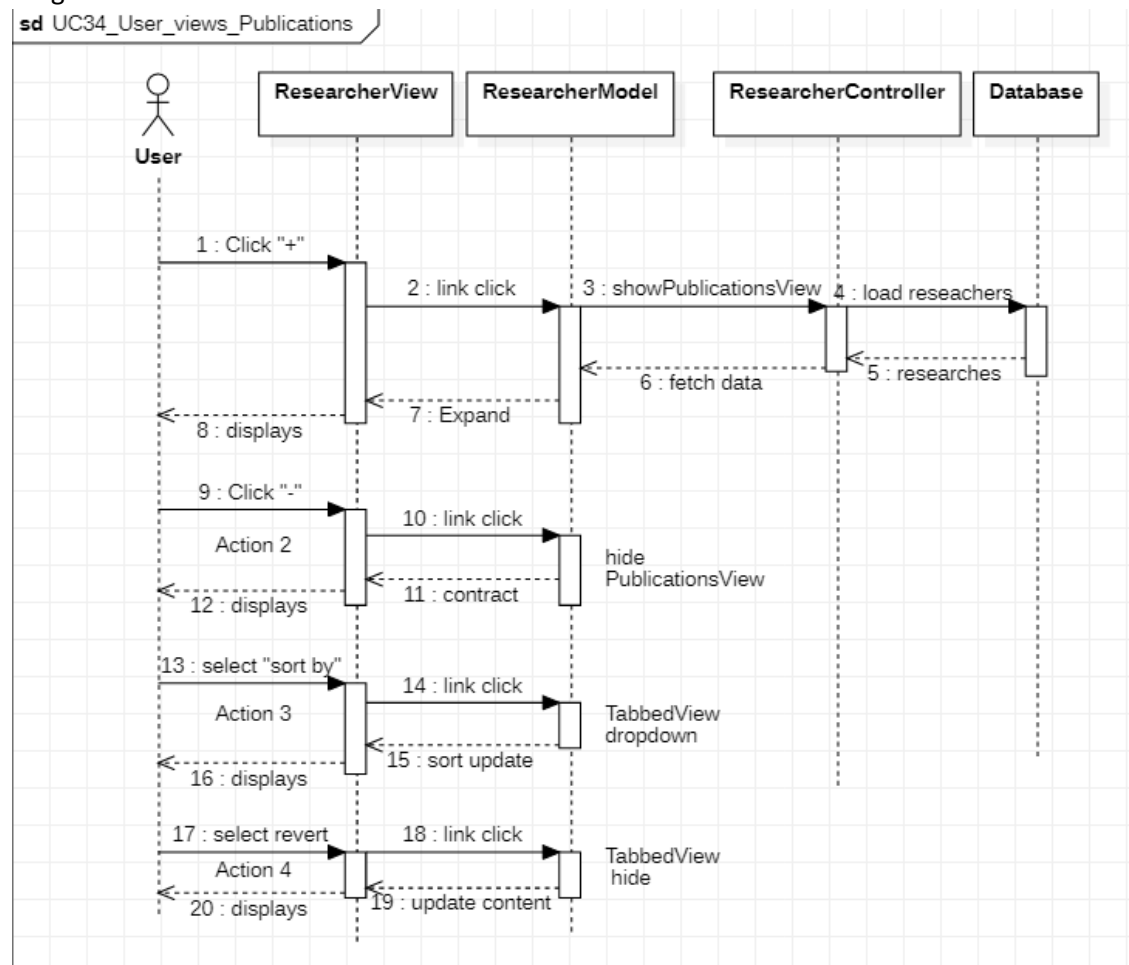 sd UC34_User_views_Publications
ResearcherView
ResearcherModel
ResearcherController
Database
User
1 : Click "+"
2 : link click
3 : showPublicationsView
4 : load reseachers
5 : researches
6 : fetch data
7 : Expand
8 : displays
9 : Click "-"
10 : link click
Action 2
hide
PublicationsView
11 : contract
12 : displays
13 : select "sort by"
14 : link click
Action 3
TabbedView
dropdown
15 : sort update
16 : displays
17 : select revert
18 : link click
Action 4
TabbedView
hide
19 : update content
20 : displays